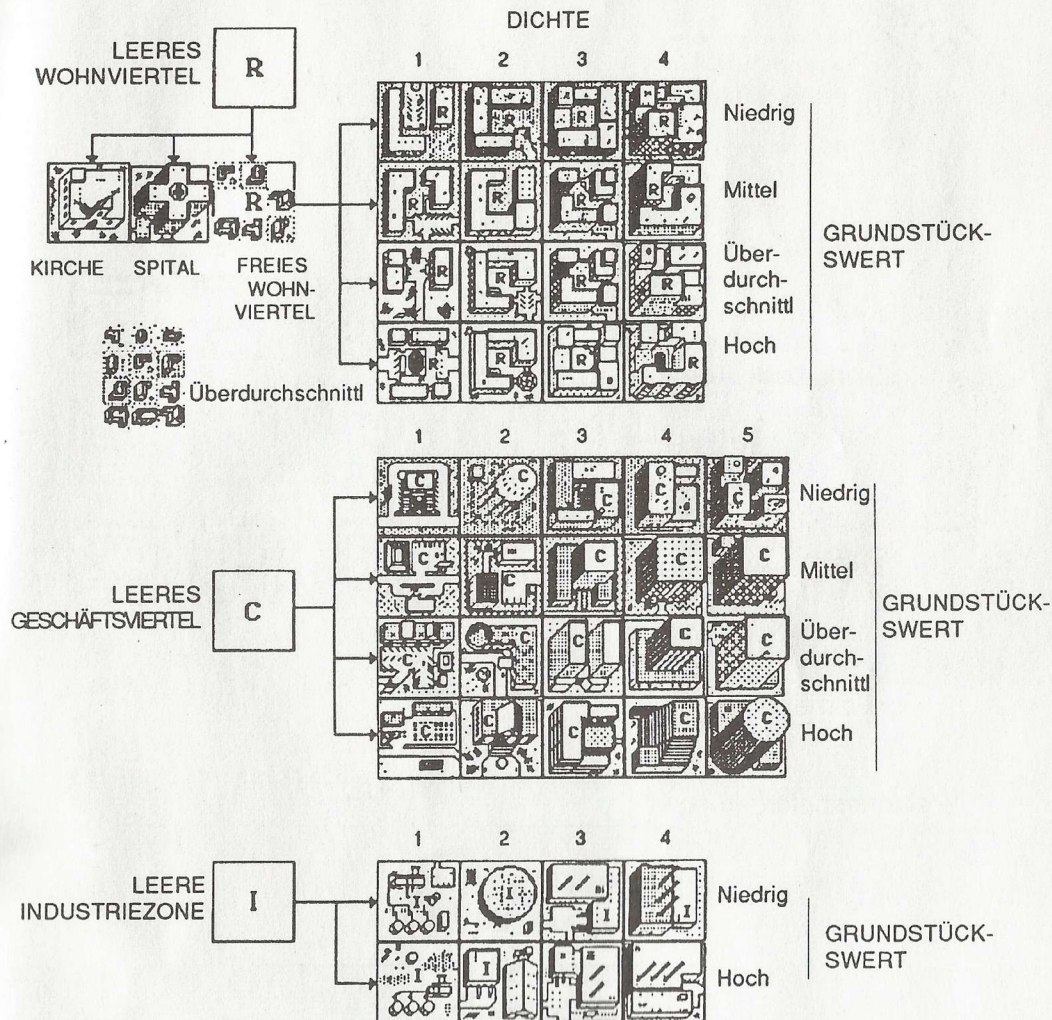 DICHTE
LEERES
WOHNVIERTEL
R
1 2 3 4
Niedrig
Mittel
Über-
durch-
schnittl
Hoch
GRUNDSTÜCK-
SWERT
KIRCHE SPITAL FREIES
WOHN-
VIERTEL
Überdurchschnittl
1 2 3 4 5
LEERES
GESCHÄFTSVIERTEL
C
Niedrig
Mittel
Über-
durch-
schnittl
Hoch
GRUNDSTÜCK-
SWERT
1 2 3 4
LEERE
INDUSTRIEZONE
I
Niedrig
Hoch
GRUNDSTÜCK-
SWERT